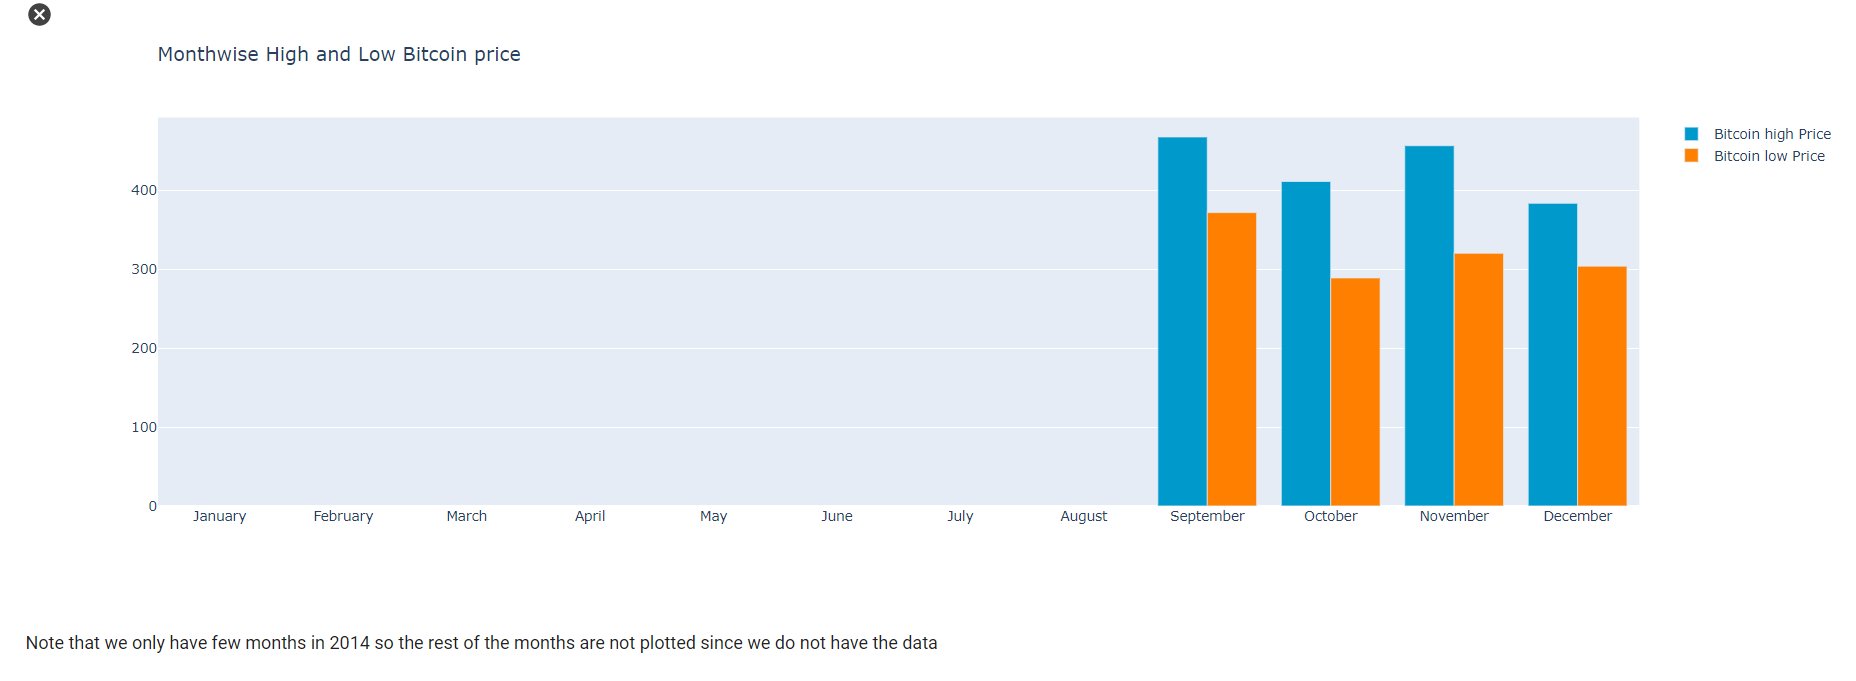 Monthwise High and Low Bitcoin price
Bitcoin high Price
Bitcoin low Price
400
300
200
100
0
January February March April May June July August September October November December
Note that we only have few months in 2014 so the rest of the months are not plotted since we do not have the data